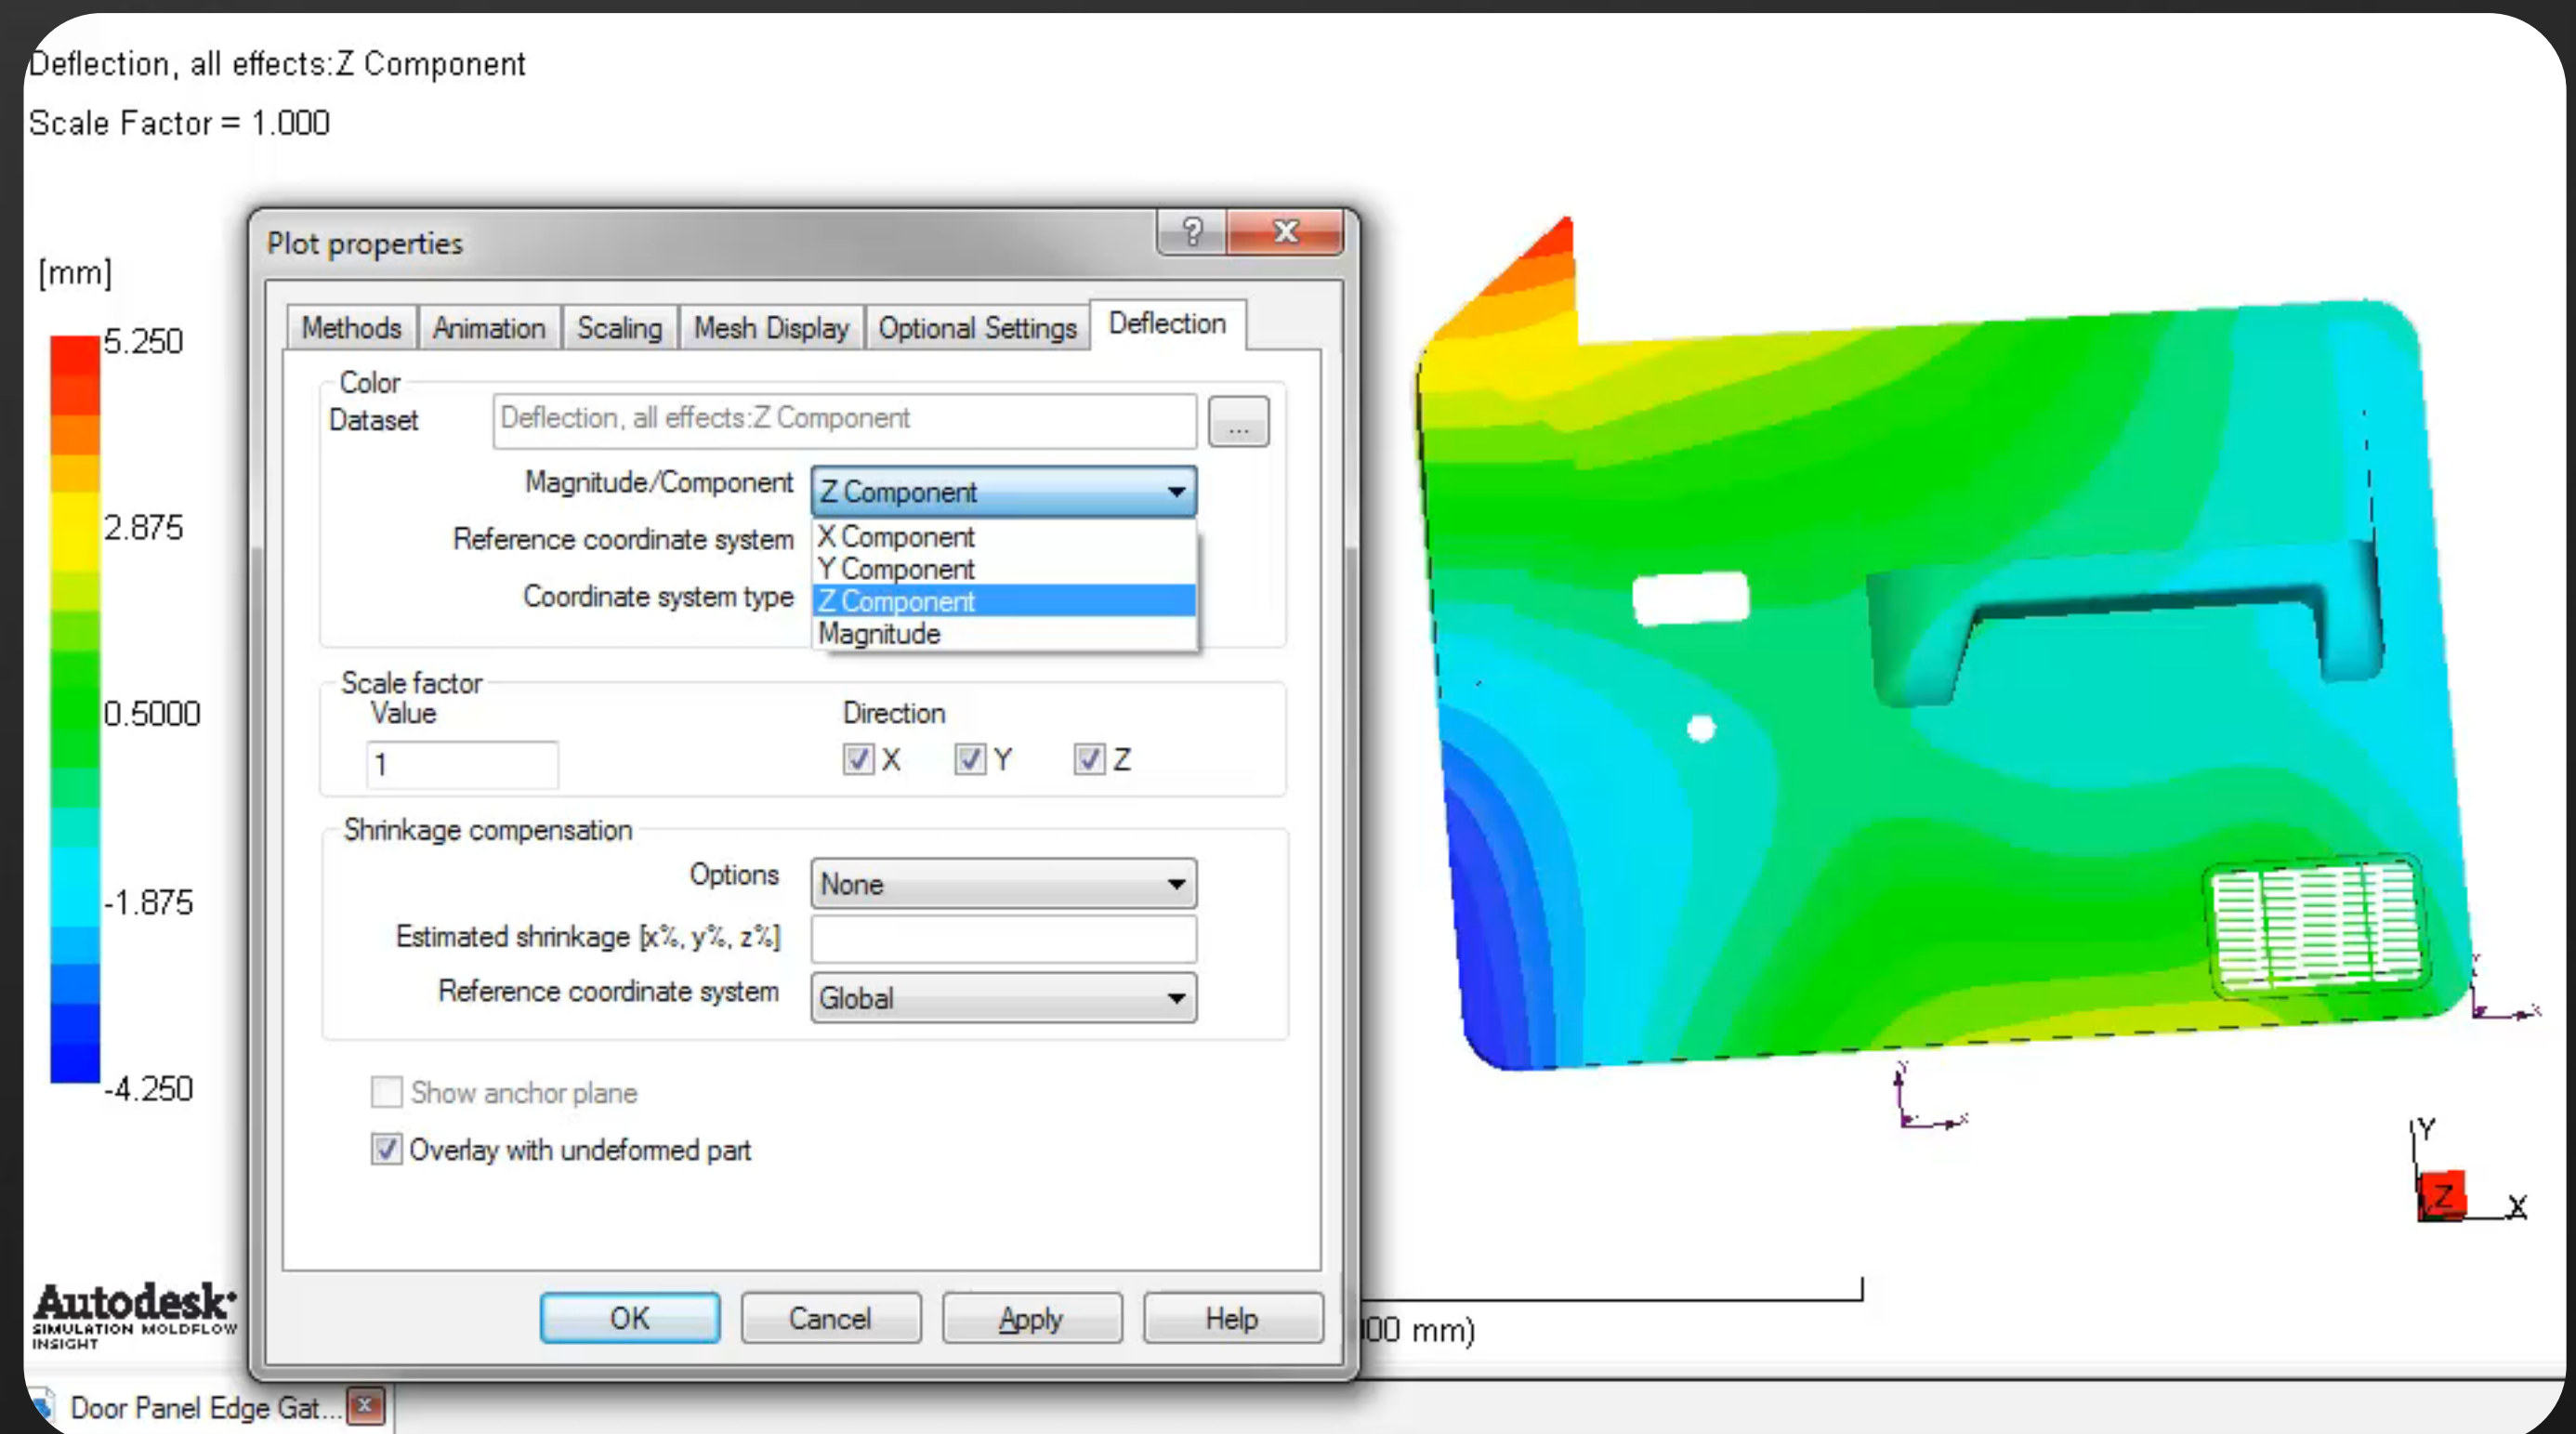 Deflection, all effects:Z Component
Scale Factor = 1.000
[mm]
5.250
2.875
0.5000
-1.875
-4.250
Plot properties
?
Methods Animation Scaling Mesh Display Optional Settings Deflection
Color
Dataset Deflection, all effects:Z Component ...
Magnitude/Component Z Component
X Component
Reference coordinate system
Y Component
Z Component
Coordinate system type
Magnitude
Scale factor
Value Direction
1 X Y Z
Shrinkage compensation
Options None
Estimated shrinkage [x%, y%, z%]
Reference coordinate system Global
Show anchor plane
Overlay with undeformed part
OK Cancel Apply Help
00 mm)
Y
Z X
Autodesk
SIMULATION MOLDFLOW
INSIGHT
Door Panel Edge Gat...